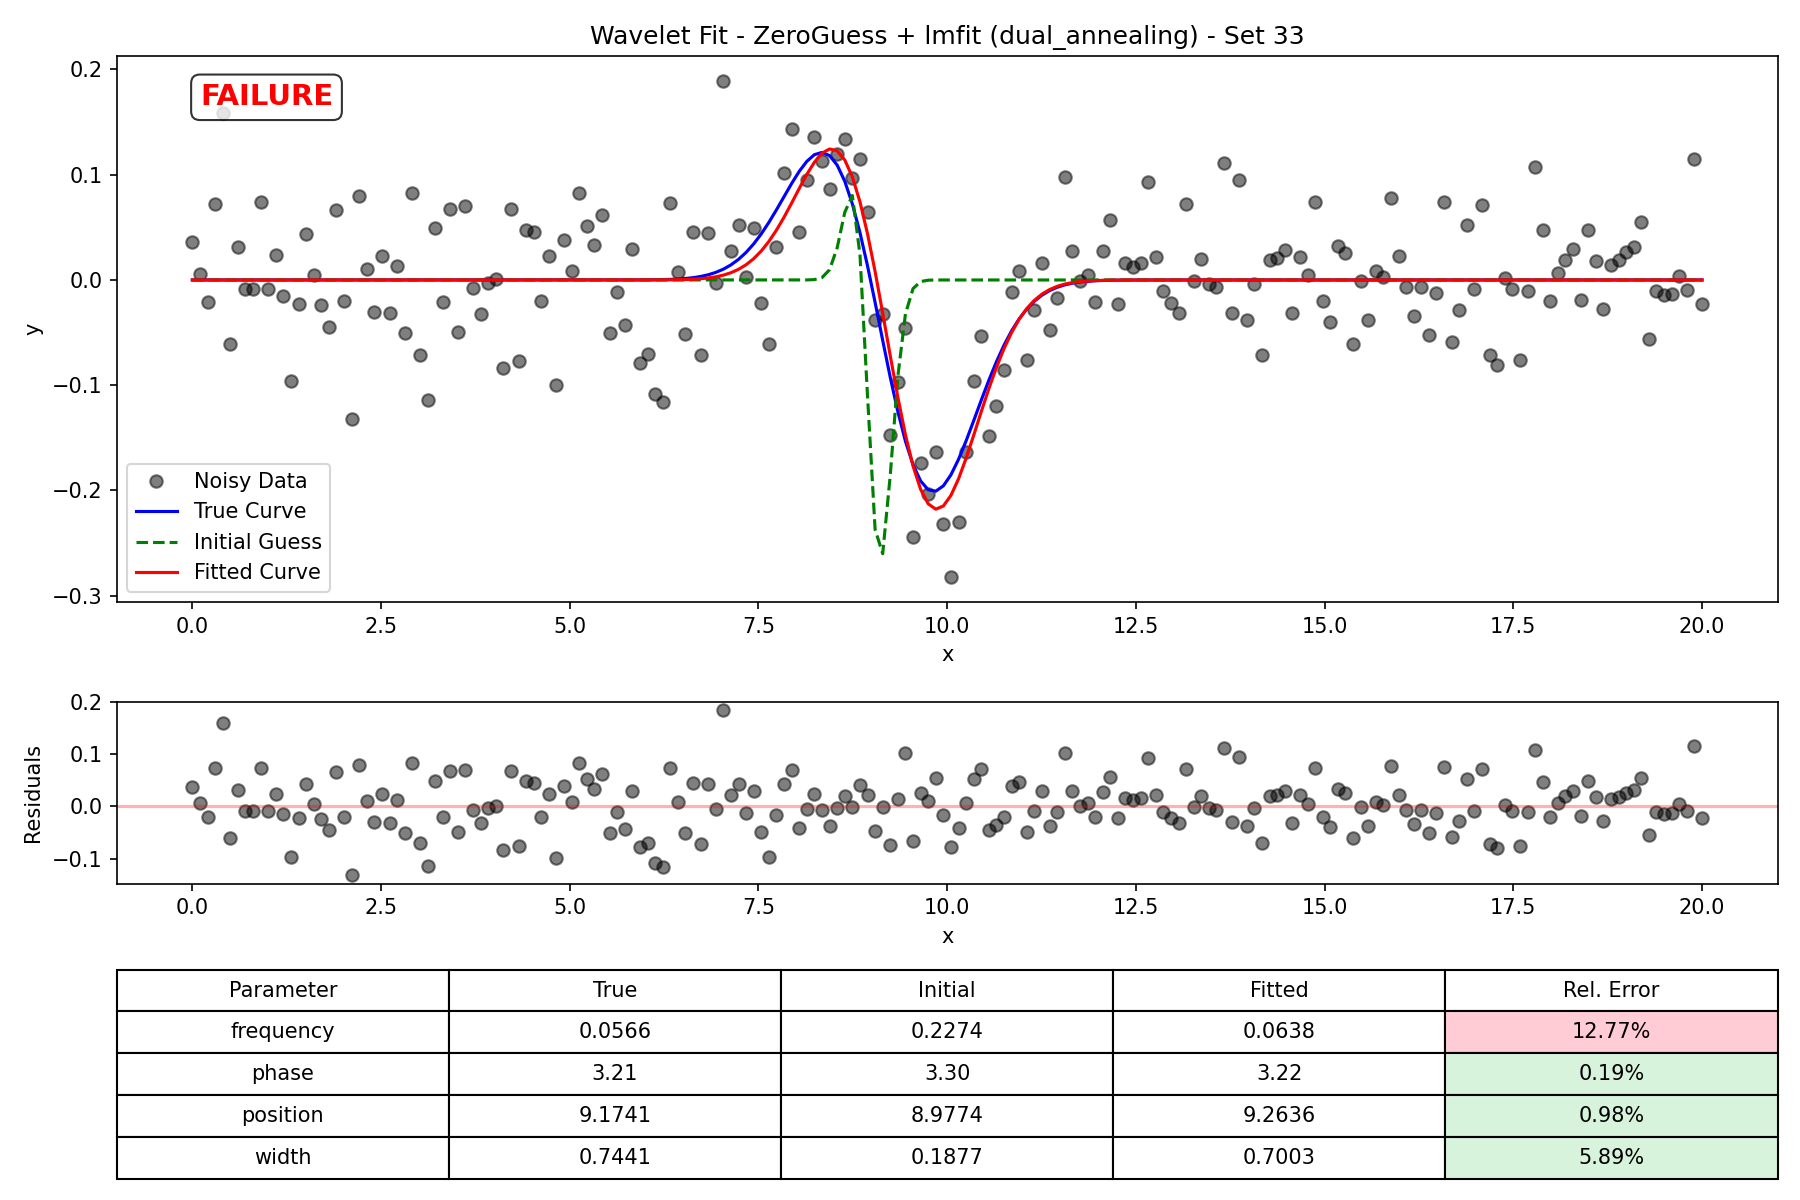 Wavelet Fit - ZeroGuess + lmfit (dual_annealing) - Set 33
FAILURE
0.2
0.1
0.0
−0.1
−0.2
−0.3
y
Noisy Data
True Curve
Initial Guess
Fitted Curve
0.0 2.5 5.0 7.5 10.0 12.5 15.0 17.5 20.0
x
0.2
0.1
0.0
−0.1
Residuals
0.0 2.5 5.0 7.5 10.0 12.5 15.0 17.5 20.0
x
Parameter True Initial Fitted Rel. Error
frequency 0.0566 0.2274 0.0638 12.77%
phase 3.21 3.30 3.22 0.19%
position 9.1741 8.9774 9.2636 0.98%
width 0.7441 0.1877 0.7003 5.89%